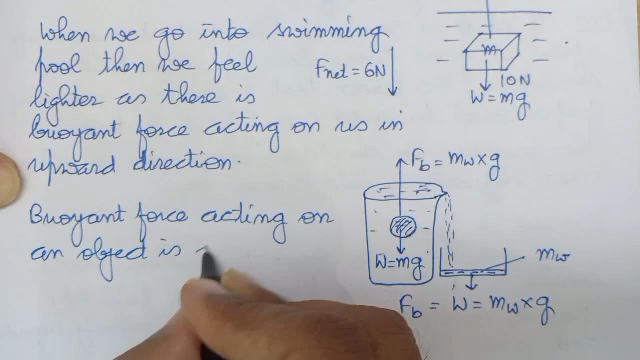 When we go into swimming
pool then we feel
lighter as there is
buoyant force acting on us in
upward direction.
Buoyant force acting on
an object is
Fnet = 6N
m
10N
W = mg
Fb = mw×g
W = mg
mw
Fb = W = mw×g